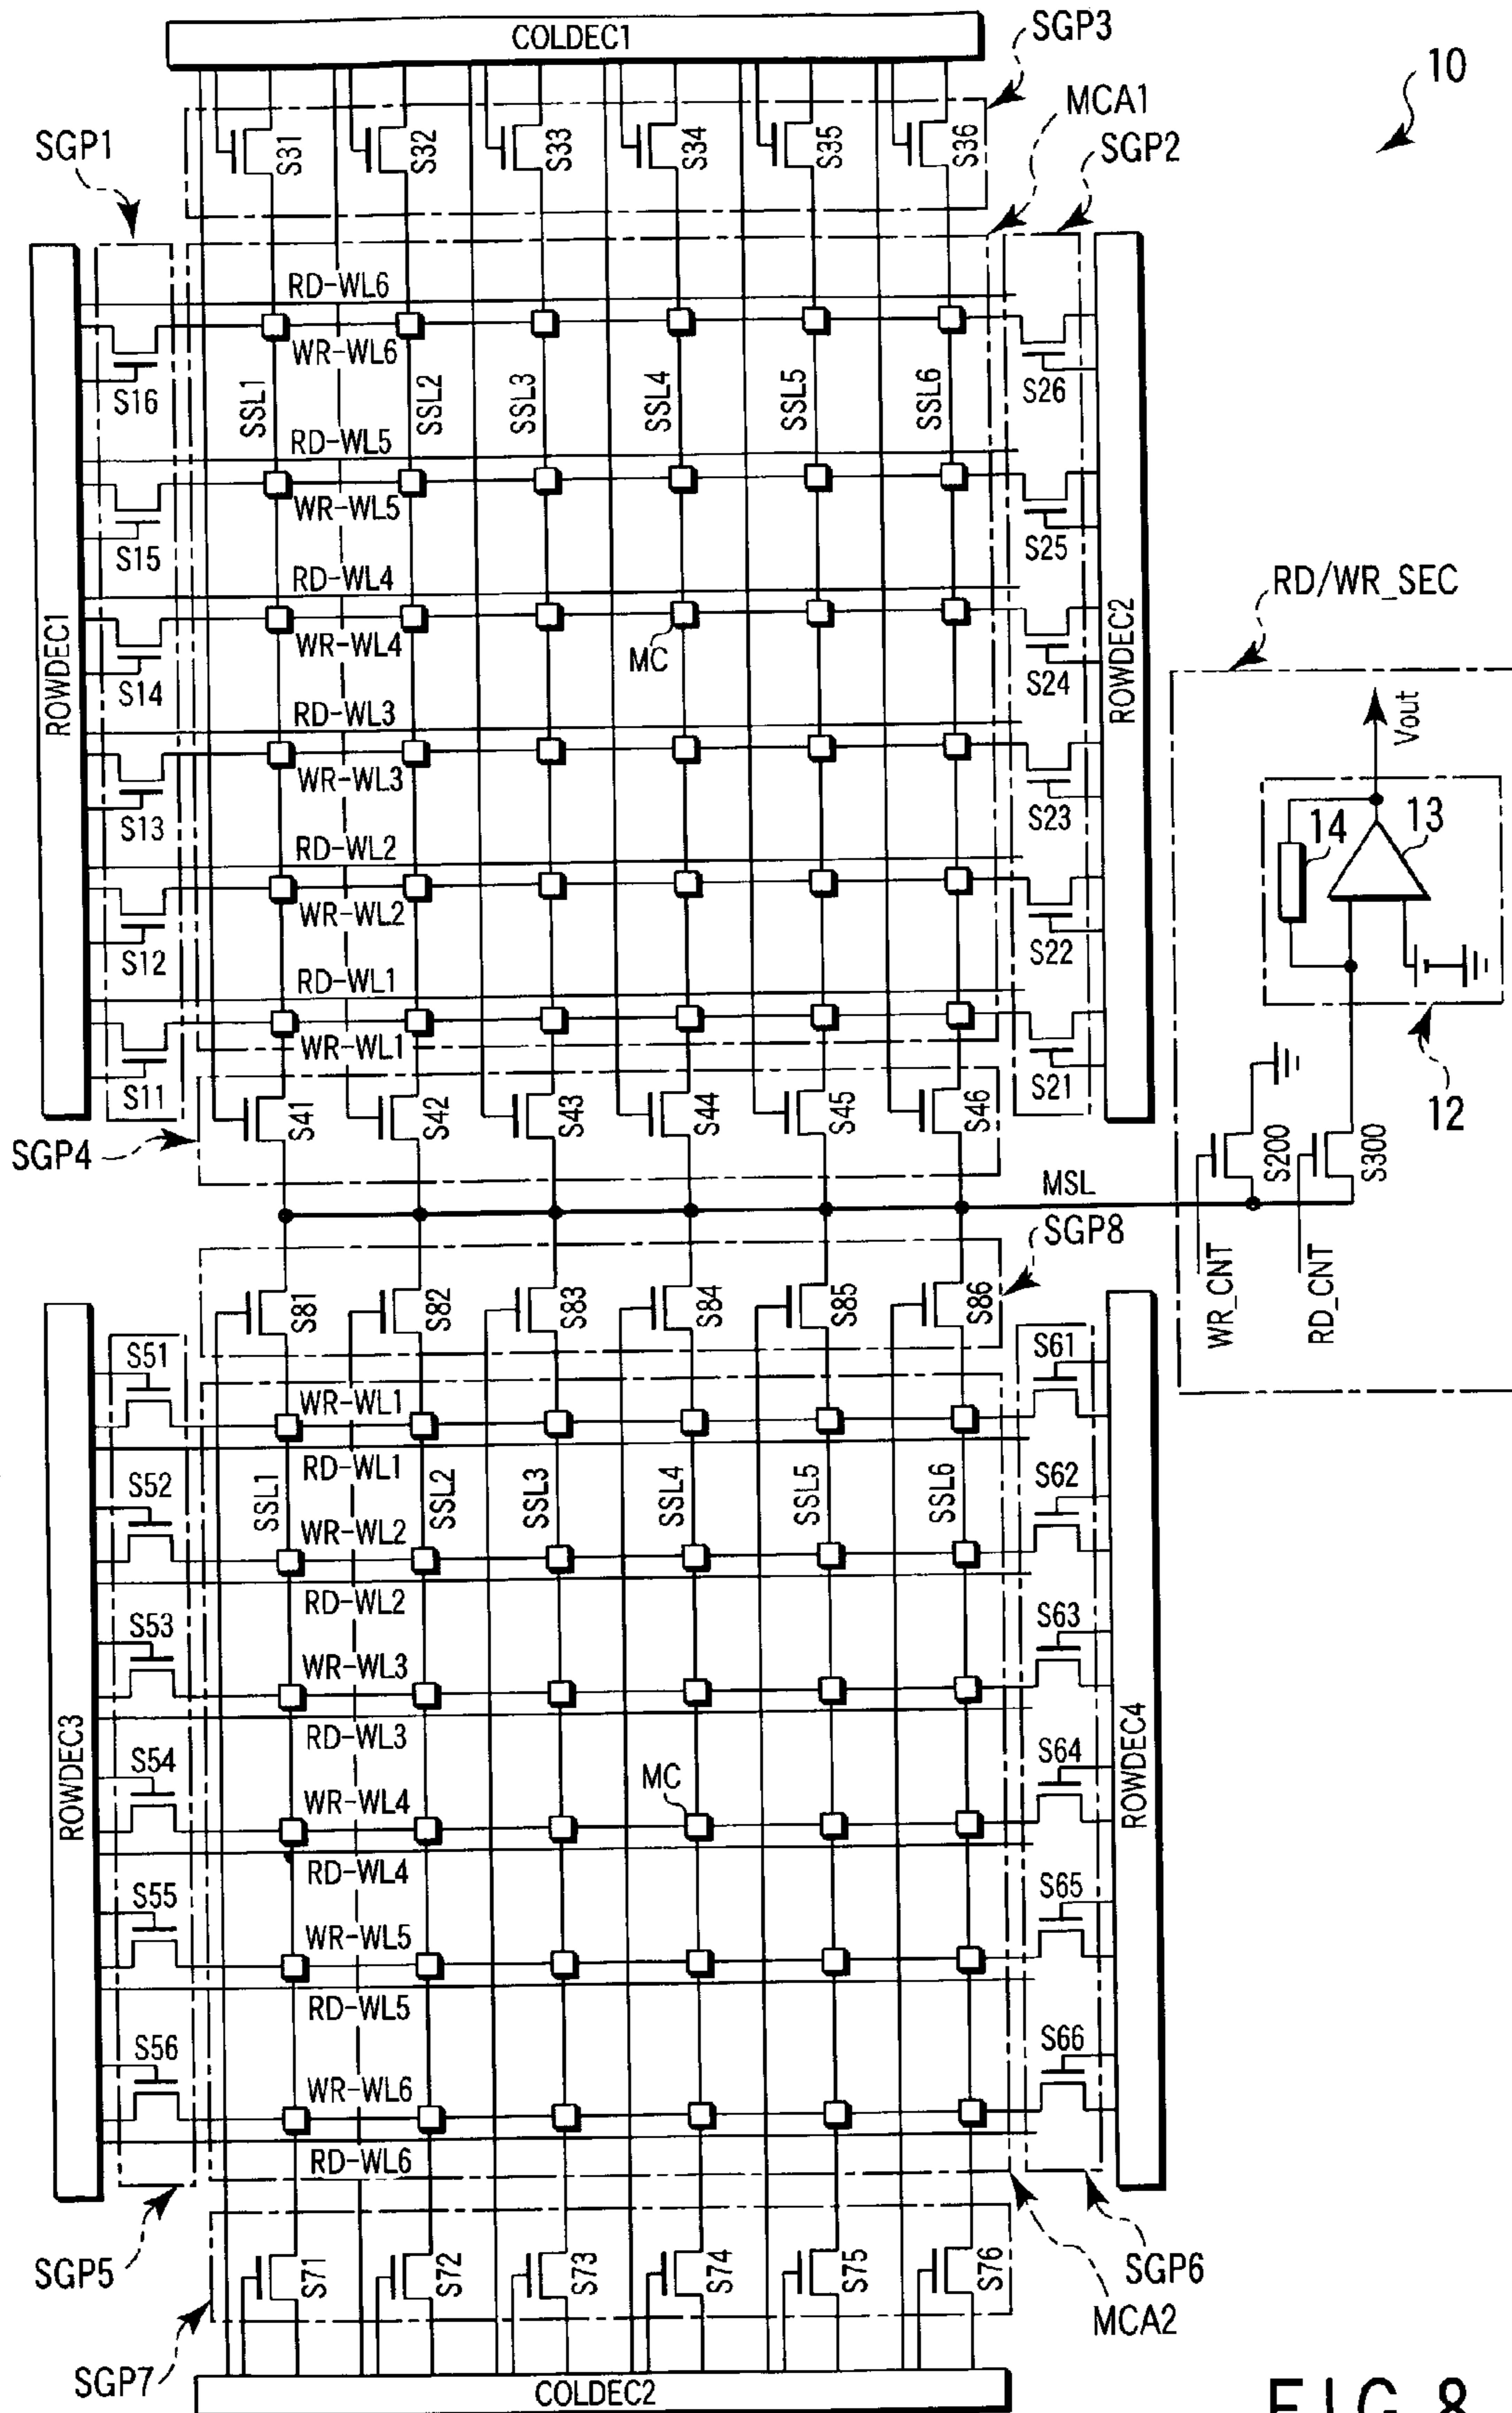 COLDEC1
SGP3
10
MCA1
SGP2
SGP1
S31
S32
S33
S34
S35
S36
RD-WL6
WR-WL6
S16
S26
SSL1
SSL2
SSL3
SSL4
SSL5
SSL6
RD-WL5
WR-WL5
S15
S25
RD-WL4
WR-WL4
MC
S14
S24
ROWDEC1
ROWDEC2
RD/WR_SEC
RD-WL3
WR-WL3
S13
S23
Vout
14
13
RD-WL2
WR-WL2
S12
S22
RD-WL1
WR-WL1
S11
S21
12
S41
S42
S43
S44
S45
S46
SGP4
MSL
S200
S300
SGP8
WR_CNT
RD_CNT
S81
S82
S83
S84
S85
S86
S51
S61
WR-WL1
RD-WL1
SSL1
SSL2
SSL3
SSL4
SSL5
SSL6
S52
S62
WR-WL2
RD-WL2
S53
S63
WR-WL3
RD-WL3
ROWDEC3
ROWDEC4
S54
S64
WR-WL4
MC
RD-WL4
S55
S65
WR-WL5
RD-WL5
S56
S66
WR-WL6
RD-WL6
SGP5
SGP6
S71
S72
S73
S74
S75
S76
MCA2
SGP7
COLDEC2
FIG. 8